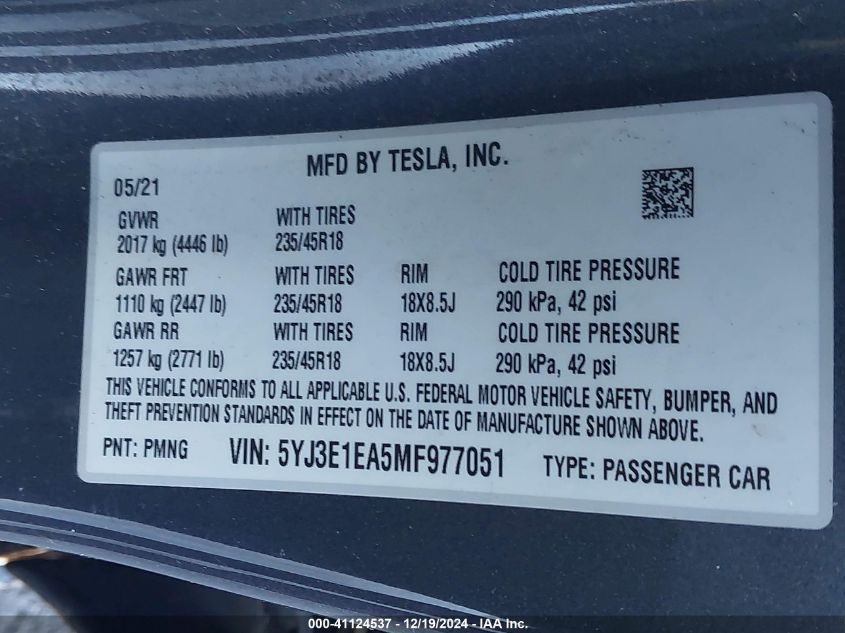 MFD BY TESLA, INC.
05/21
GVWR WITH TIRES
2017 kg (4446 lb) 235/45R18
GAWR FRT WITH TIRES RIM COLD TIRE PRESSURE
1110 kg (2447 lb) 235/45R18 18X8.5J 290 kPa, 42 psi
GAWR RR WITH TIRES RIM COLD TIRE PRESSURE
1257 kg (2771 lb) 235/45R18 18X8.5J 290 kPa, 42 psi
THIS VEHICLE CONFORMS TO ALL APPLICABLE U.S. FEDERAL MOTOR VEHICLE SAFETY, BUMPER, AND
THEFT PREVENTION STANDARDS IN EFFECT ON THE DATE OF MANUFACTURE SHOWN ABOVE.
PNT: PMNG VIN: 5YJ3E1EA5MF977051 TYPE: PASSENGER CAR
000-41124537 - 12/19/2024 - IAA Inc.